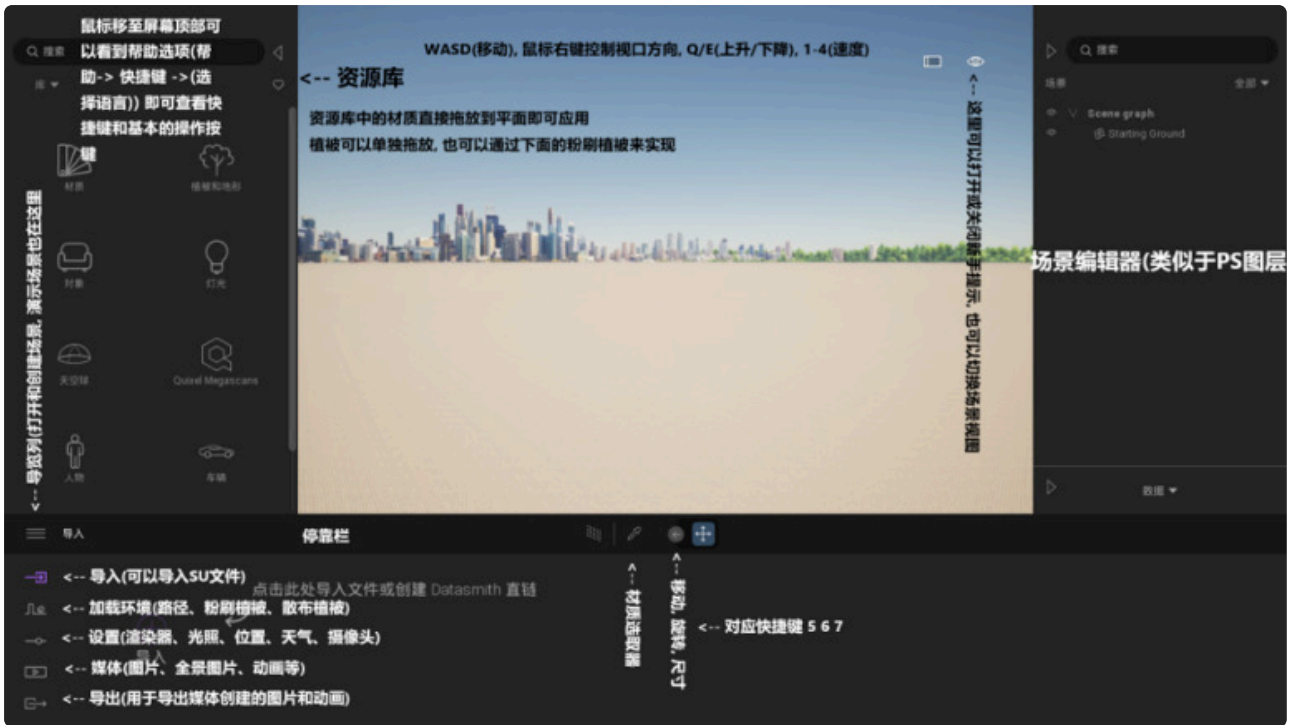 鼠标移至屏幕顶部可
以看到帮助选项(帮
助-> 快捷键 ->(选
择语言)) 即可查看快
捷键和基本的操作按
键
搜索
库
材质
植被和地形
对象
灯光
天空球
Quixel Megascans
人物
车辆
<-- 导览列(打开和创建场景, 演示场景也在这里
WASD(移动), 鼠标右键控制视口方向, Q/E(上升/下降), 1-4(速度)
<-- 资源库
资源库中的材质直接拖放到平面即可应用
植被可以单独拖放, 也可以通过下面的粉刷植被来实现
<-- 这里可以打开或关闭新手提示, 也可以切换场景视图
搜索
场景
全部
Scene graph
Starting Ground
场景编辑器(类似于PS图层
数据
导入
停靠栏
<-- 导入(可以导入SU文件)
点击此处导入文件或创建 Datasmith 直链
<-- 加载环境(路径、粉刷植被、散布植被)
<-- 设置(渲染器、光照、位置、天气、摄像头)
导入
<-- 媒体(图片、全景图片、动画等)
<-- 导出(用于导出媒体创建的图片和动画)
<-- 材质选取器
<-- 移动, 旋转, 尺寸
<-- 对应快捷键 5 6 7